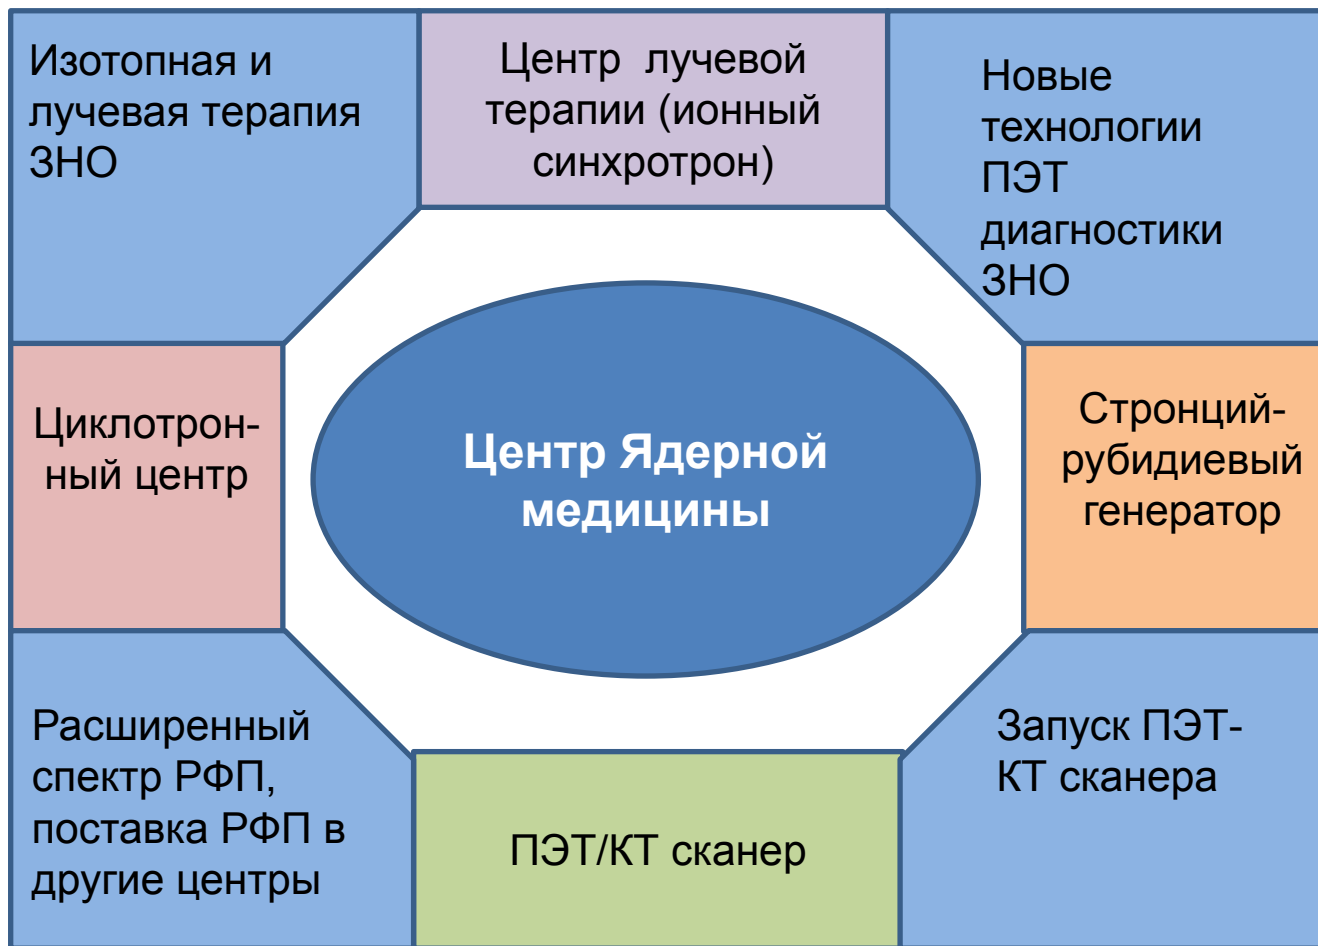 Изотопная и
лучевая терапия
ЗНО
Центр лучевой
терапии (ионный
синхротрон)
Новые
технологии
ПЭТ
диагностики
ЗНО
Циклотрон-
ный центр
Центр Ядерной
медицины
Стронций-
рубидиевый
генератор
Расширенный
спектр РФП,
поставка РФП в
другие центры
ПЭТ/КТ сканер
Запуск ПЭТ-
КТ сканера